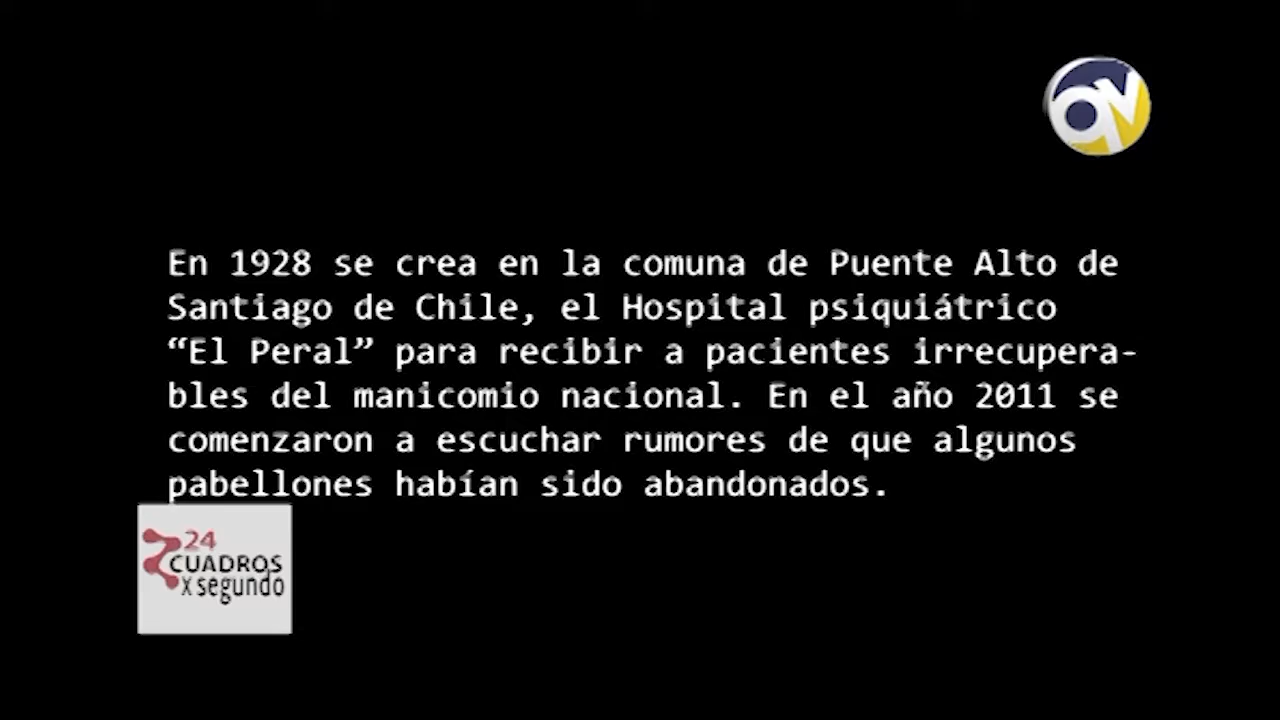 En 1928 se crea en la comuna de Puente Alto de
Santiago de Chile, el Hospital psiquiátrico
“El Peral” para recibir a pacientes irrecupera-
bles del manicomio nacional. En el año 2011 se
comenzaron a escuchar rumores de que algunos
pabellones habían sido abandonados.
24
CUADROS
x segundo